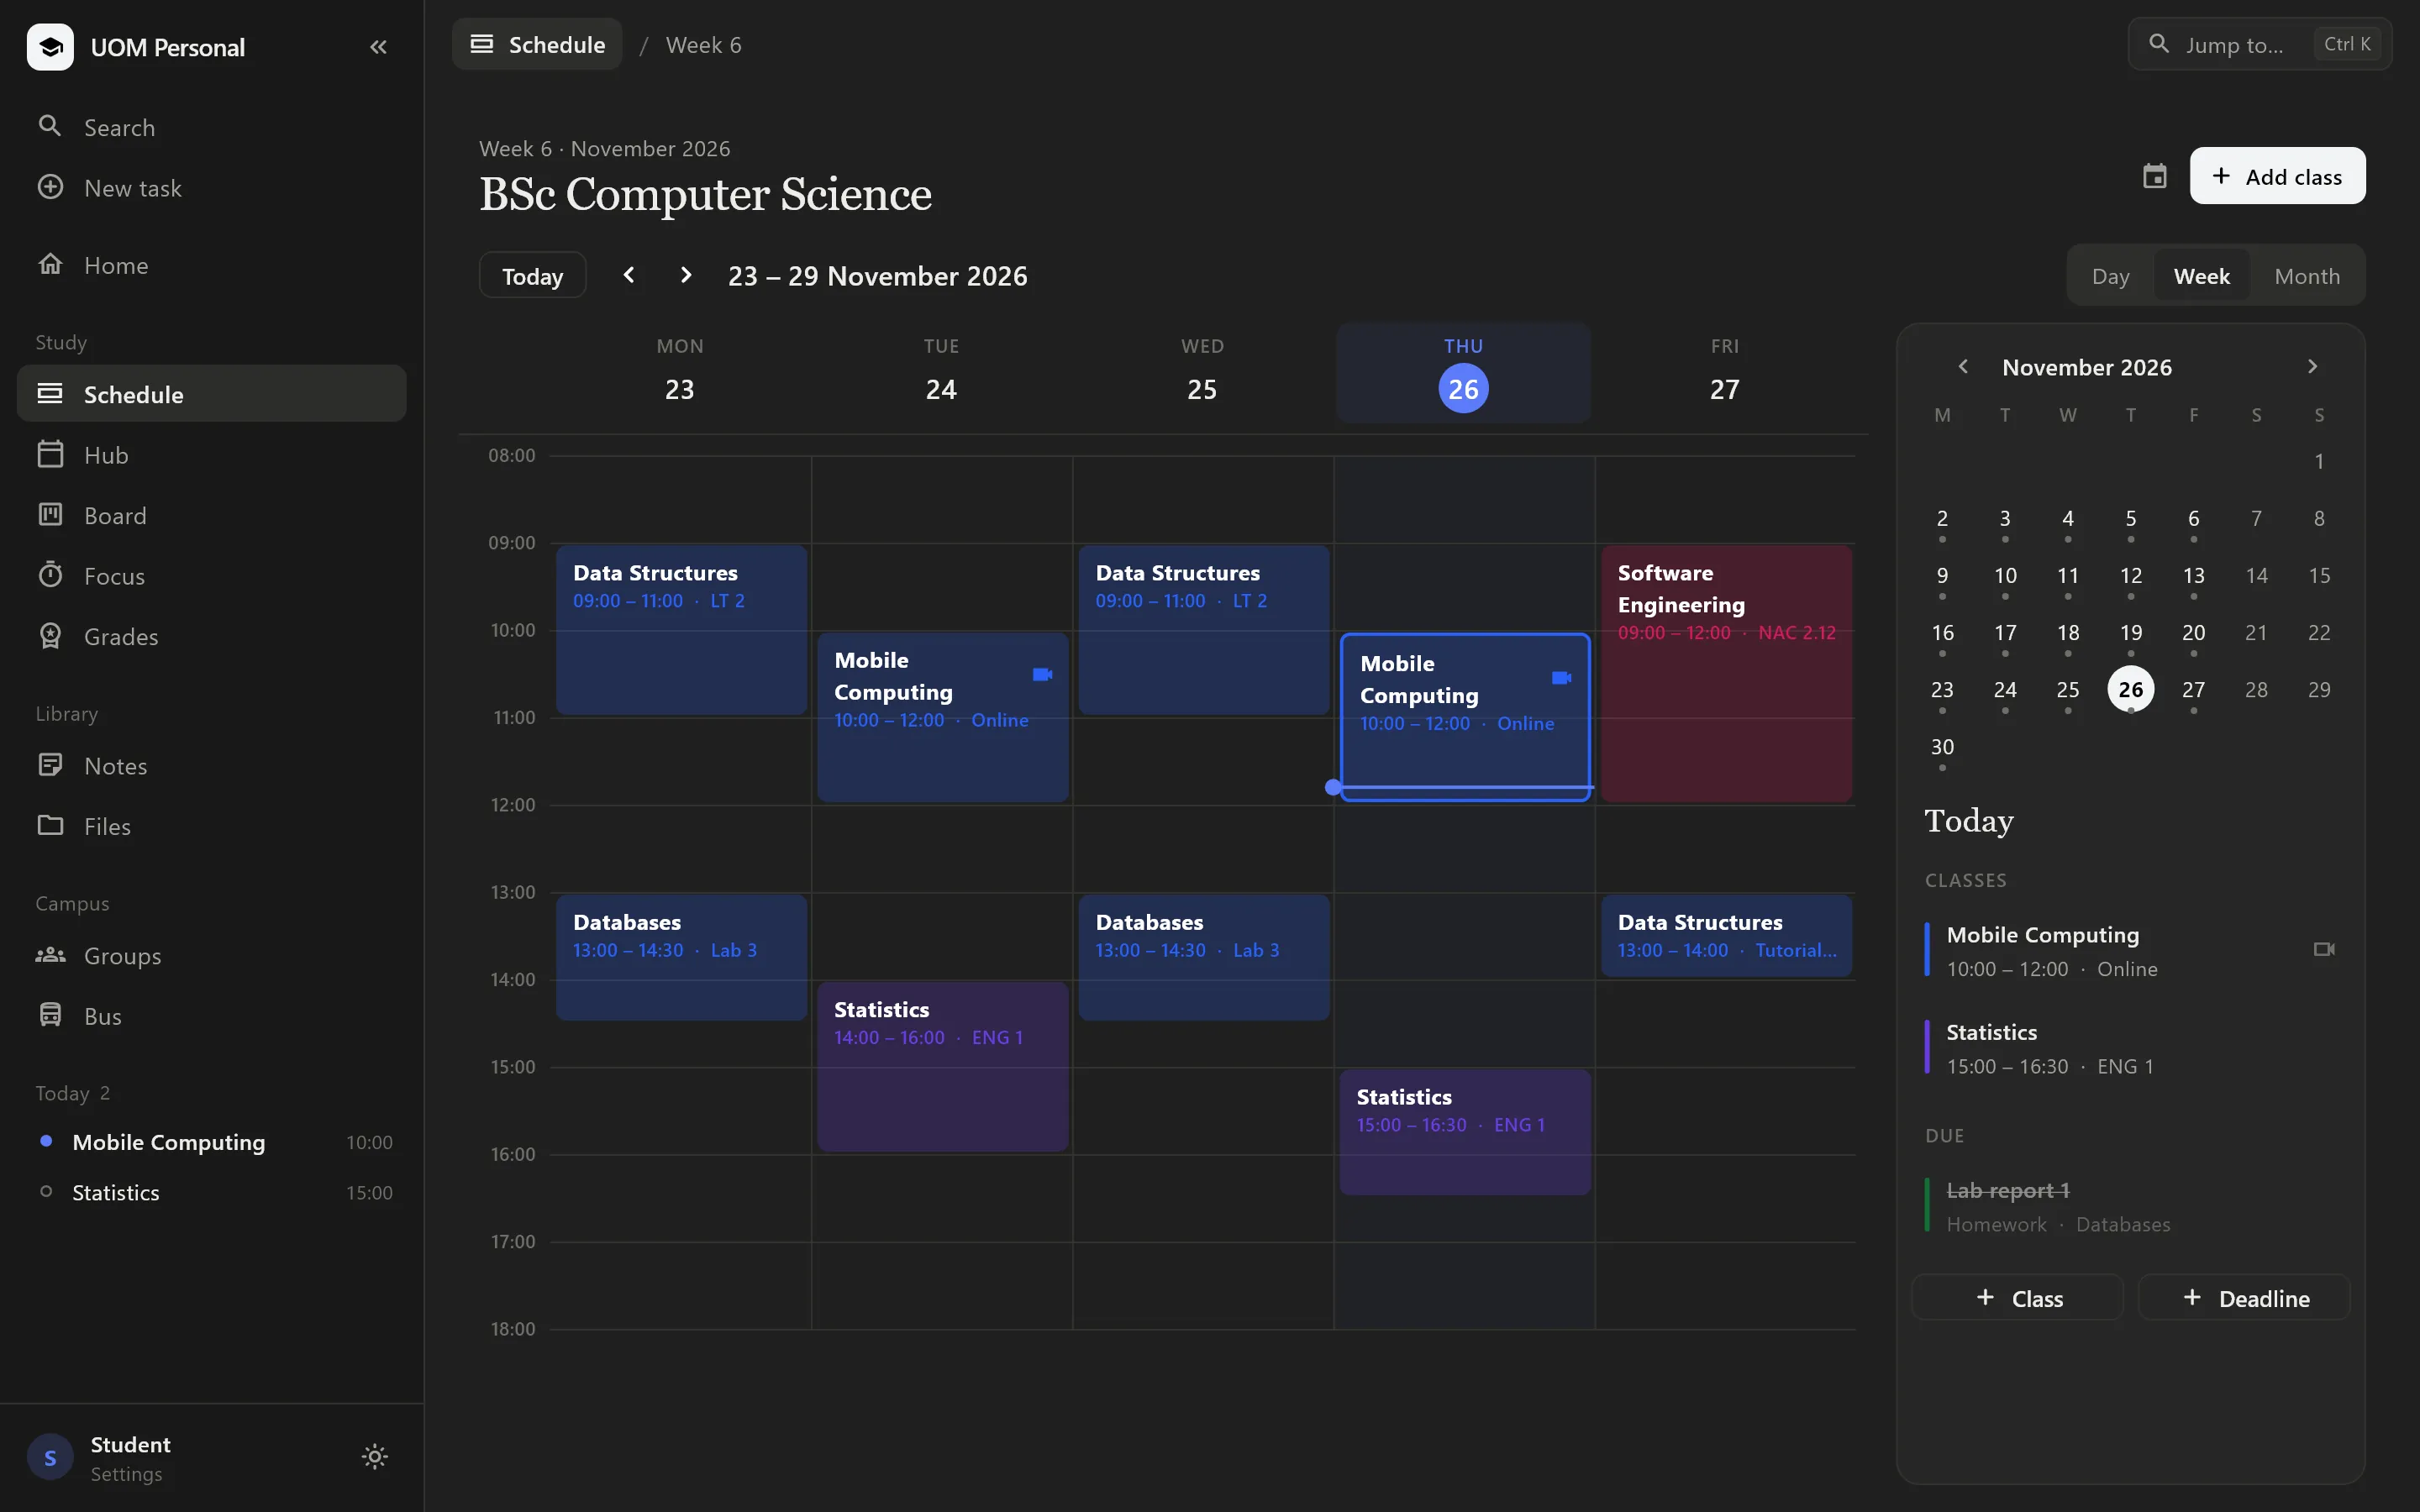 UOM Personal
Search
New task
Home
Study
Schedule
Hub
Board
Focus
Grades
Library
Notes
Files
Campus
Groups
Bus
Today 2
Mobile Computing 10:00
Statistics 15:00
S
Student
Settings
Schedule / Week 6
Jump to... Ctrl K
Week 6 · November 2026
BSc Computer Science
+ Add class
Today
23 – 29 November 2026
Day Week Month
MON TUE WED THU FRI
23 24 25 26 27
08:00
09:00
10:00
11:00
12:00
13:00
14:00
15:00
16:00
17:00
18:00
Data Structures
09:00 – 11:00 · LT 2
Databases
13:00 – 14:30 · Lab 3
Mobile
Computing
10:00 – 12:00 · Online
Statistics
14:00 – 16:00 · ENG 1
Data Structures
09:00 – 11:00 · LT 2
Databases
13:00 – 14:30 · Lab 3
Mobile
Computing
10:00 – 12:00 · Online
Statistics
15:00 – 16:30 · ENG 1
Software
Engineering
09:00 – 12:00 · NAC 2.12
Data Structures
13:00 – 14:00 · Tutorial...
November 2026
M T W T F S S
1
2 3 4 5 6 7 8
9 10 11 12 13 14 15
16 17 18 19 20 21 22
23 24 25 26 27 28 29
30
Today
CLASSES
Mobile Computing
10:00 – 12:00 · Online
Statistics
15:00 – 16:30 · ENG 1
DUE
Lab report 1
Homework · Databases
+ Class
+ Deadline